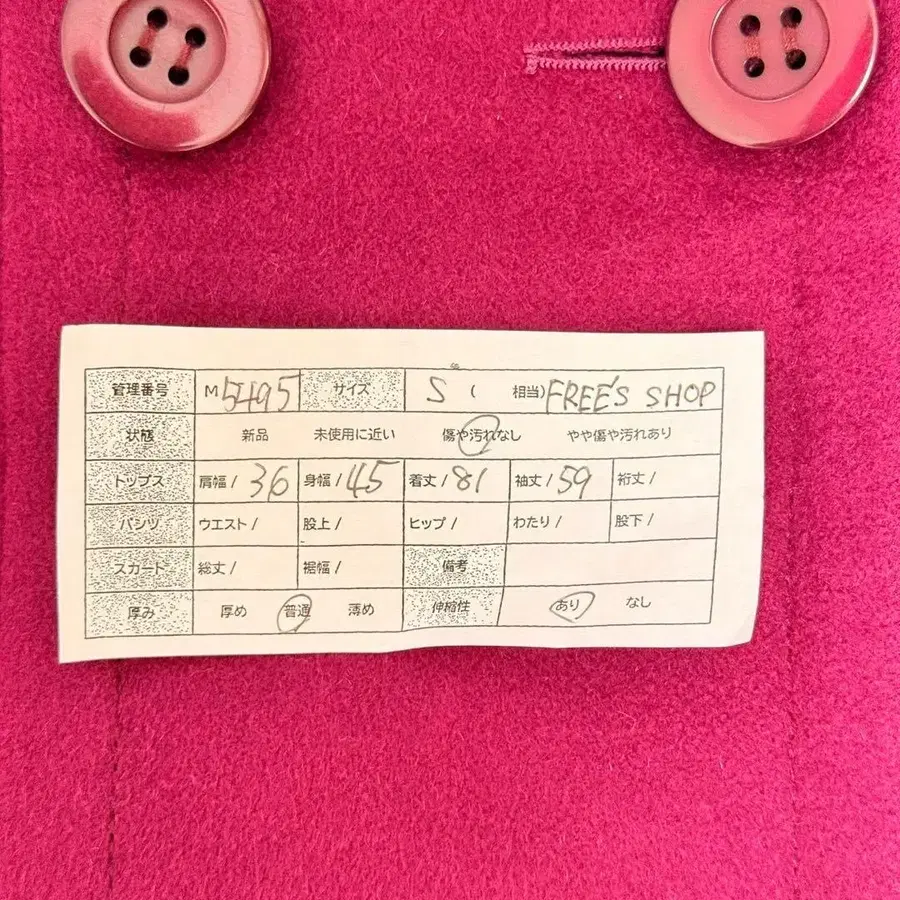 管理番号 M5495 サイズ S ( 相当) FREE'S SHOP
状態 新品 未使用に近い 傷や汚れなし やや傷や汚れあり
トップス 肩幅 / 36 身幅 / 45 着丈 / 81 袖丈 / 59 裄丈 /
パンツ ウエスト / 股上 / ヒップ / わたり / 股下 /
スカート 総丈 / 裾幅 / 備考
厚み 厚め 普通 薄め 伸縮性 あり なし